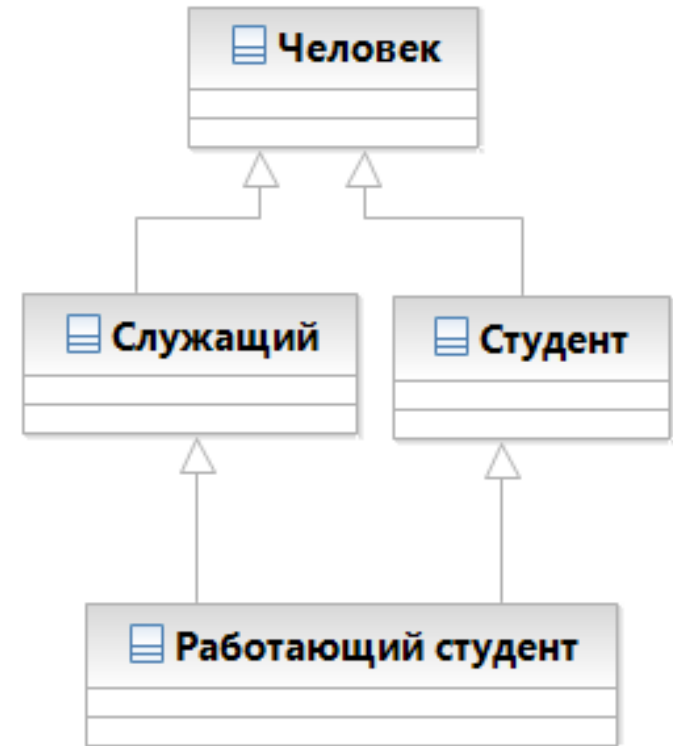 Человек
Служащий
Студент
Работающий студент